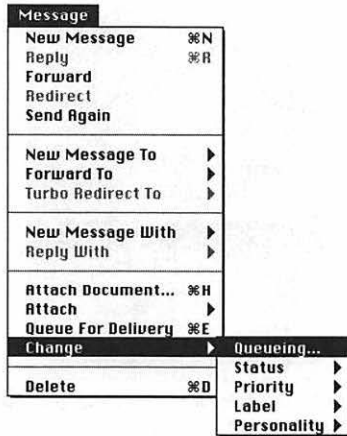 Message
New Message ⌘N
Reply ⌘R
Forward
Redirect
Send Again
New Message To
Forward To
Turbo Redirect To
New Message With
Reply With
Attach Document... ⌘H
Attach
Queue For Delivery ⌘E
Change
Queueing...
Status
Priority
Delete ⌘D
Label
Personality